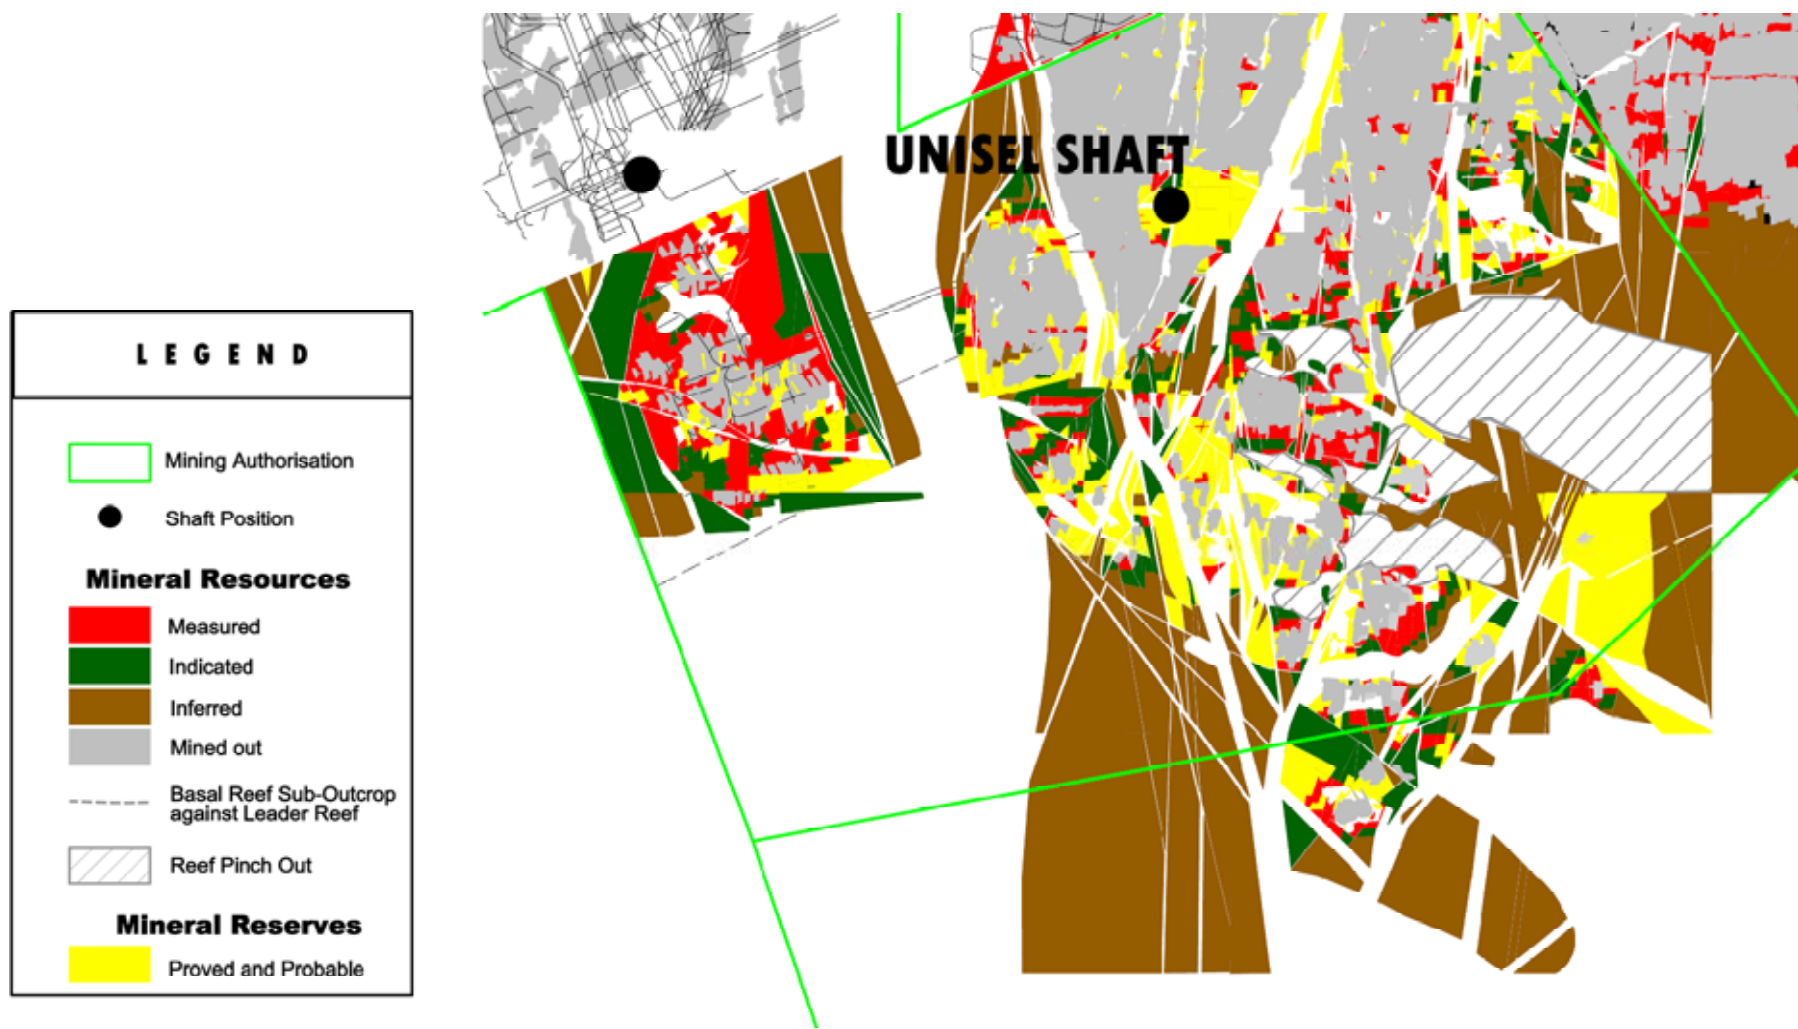 UNISEL SHAFT
LEGEND
Mining Authorisation
Shaft Position
Mineral Resources
Measured
Indicated
Inferred
Mined out
Basal Reef Sub-Outcrop
against Leader Reef
Reef Pinch Out
Mineral Reserves
Proved and Probable